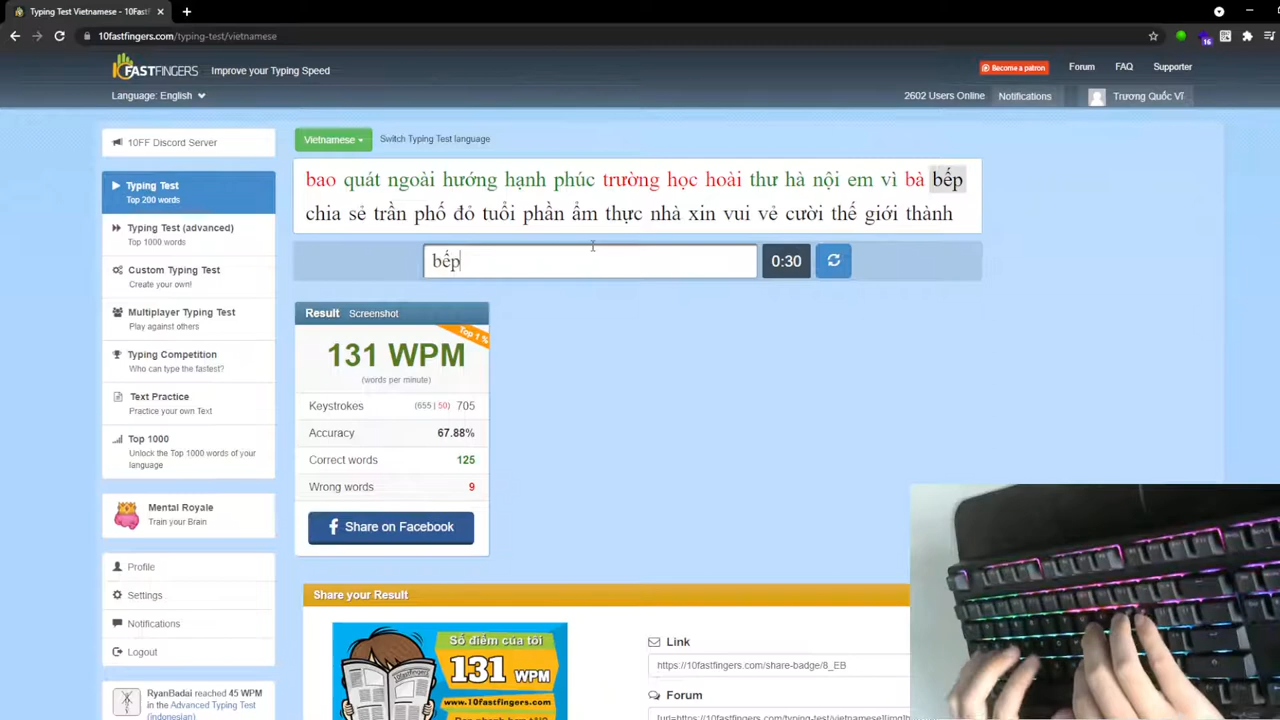 Typing Test Vietnamese - 10Fast
10fastfingers.com/typing-test/vietnamese
16
FASTFINGERS Improve your Typing Speed
Become a patron
Forum
FAQ
Supporter
Language: English
2602 Users Online
Notifications
Trương Quốc Vĩ
10FF Discord Server
Typing Test
Top 200 words
Typing Test (advanced)
Top 1000 words
Custom Typing Test
Create your own!
Multiplayer Typing Test
Play against others
Typing Competition
Who can type the fastest?
Text Practice
Practice your own Text
Top 1000
Unlock the Top 1000 words of your
language
Mental Royale
Train your Brain
Profile
Settings
Notifications
Logout
RyanBadai reached 45 WPM
in the Advanced Typing Test
(indonesian)
Vietnamese
Switch Typing Test language
bao quát ngoài hướng hạnh phúc trường học hoài thư hà nội em vì bà bếp
chia sẻ trần phố đỏ tuổi phần ẩm thực nhà xin vui vẻ cười thế giới thành
bếp
0:30
Result Screenshot
Top 1 %
131 WPM
(words per minute)
Keystrokes (655 | 50) 705
Accuracy 67.88%
Correct words 125
Wrong words 9
Share on Facebook
Share your Result
Số điểm của tôi
131 WPM
www.10fastfingers.com
Link
https://10fastfingers.com/share-badge/8_EB
Forum